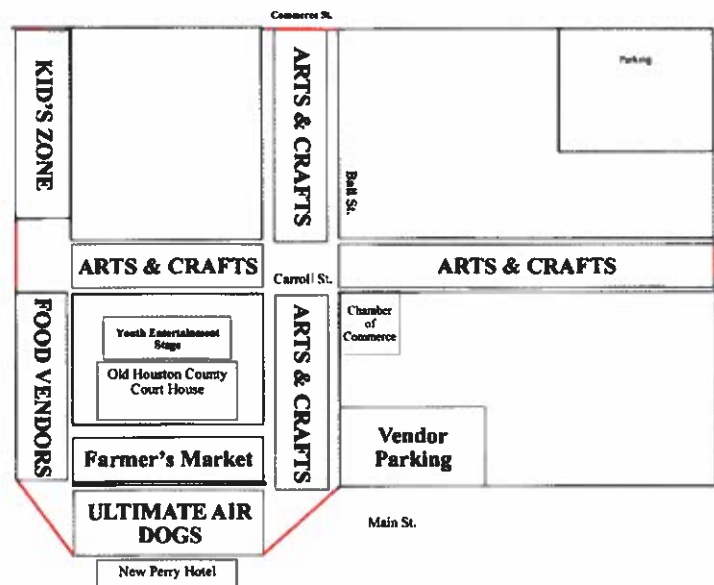 Commerce St.
KID'S ZONE
ARTS & CRAFTS
Parking
Ball St.
ARTS & CRAFTS
Carroll St.
ARTS & CRAFTS
FOOD VENDORS
Youth Entertainment
Stage
Old Houston County
Court House
ARTS & CRAFTS
Chamber
of
Commerce
Farmer's Market
Vendor
Parking
ULTIMATE AIR
DOGS
Main St.
New Perry Hotel